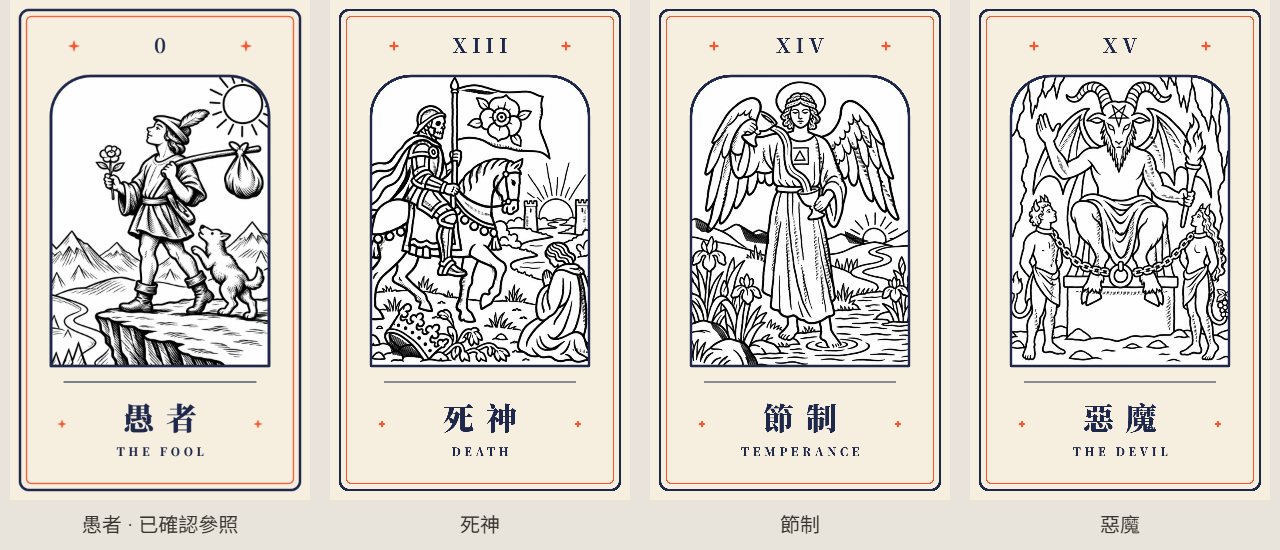 0
愚者
THE FOOL
愚者 · 已確認參照
XIII
死神
DEATH
死神
XIV
節制
TEMPERANCE
節制
XV
惡魔
THE DEVIL
惡魔